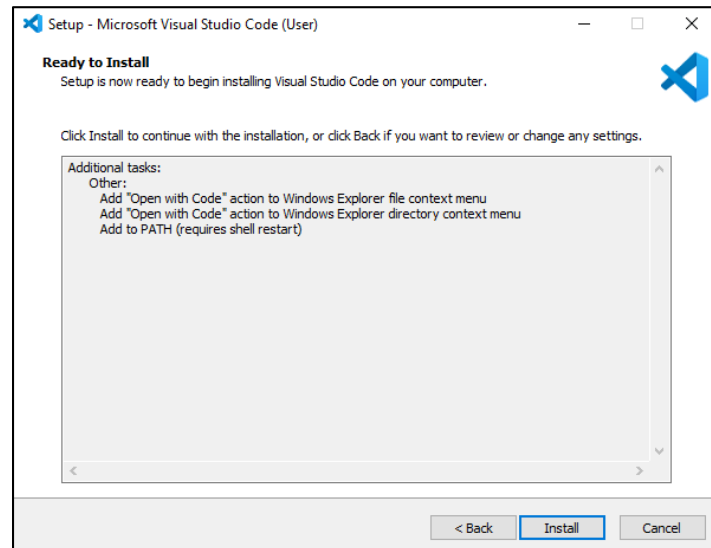 Setup - Microsoft Visual Studio Code (User)
Ready to Install
Setup is now ready to begin installing Visual Studio Code on your computer.
Click Install to continue with the installation, or click Back if you want to review or change any settings.
Additional tasks:
Other:
Add "Open with Code" action to Windows Explorer file context menu
Add "Open with Code" action to Windows Explorer directory context menu
Add to PATH (requires shell restart)
< Back Install Cancel